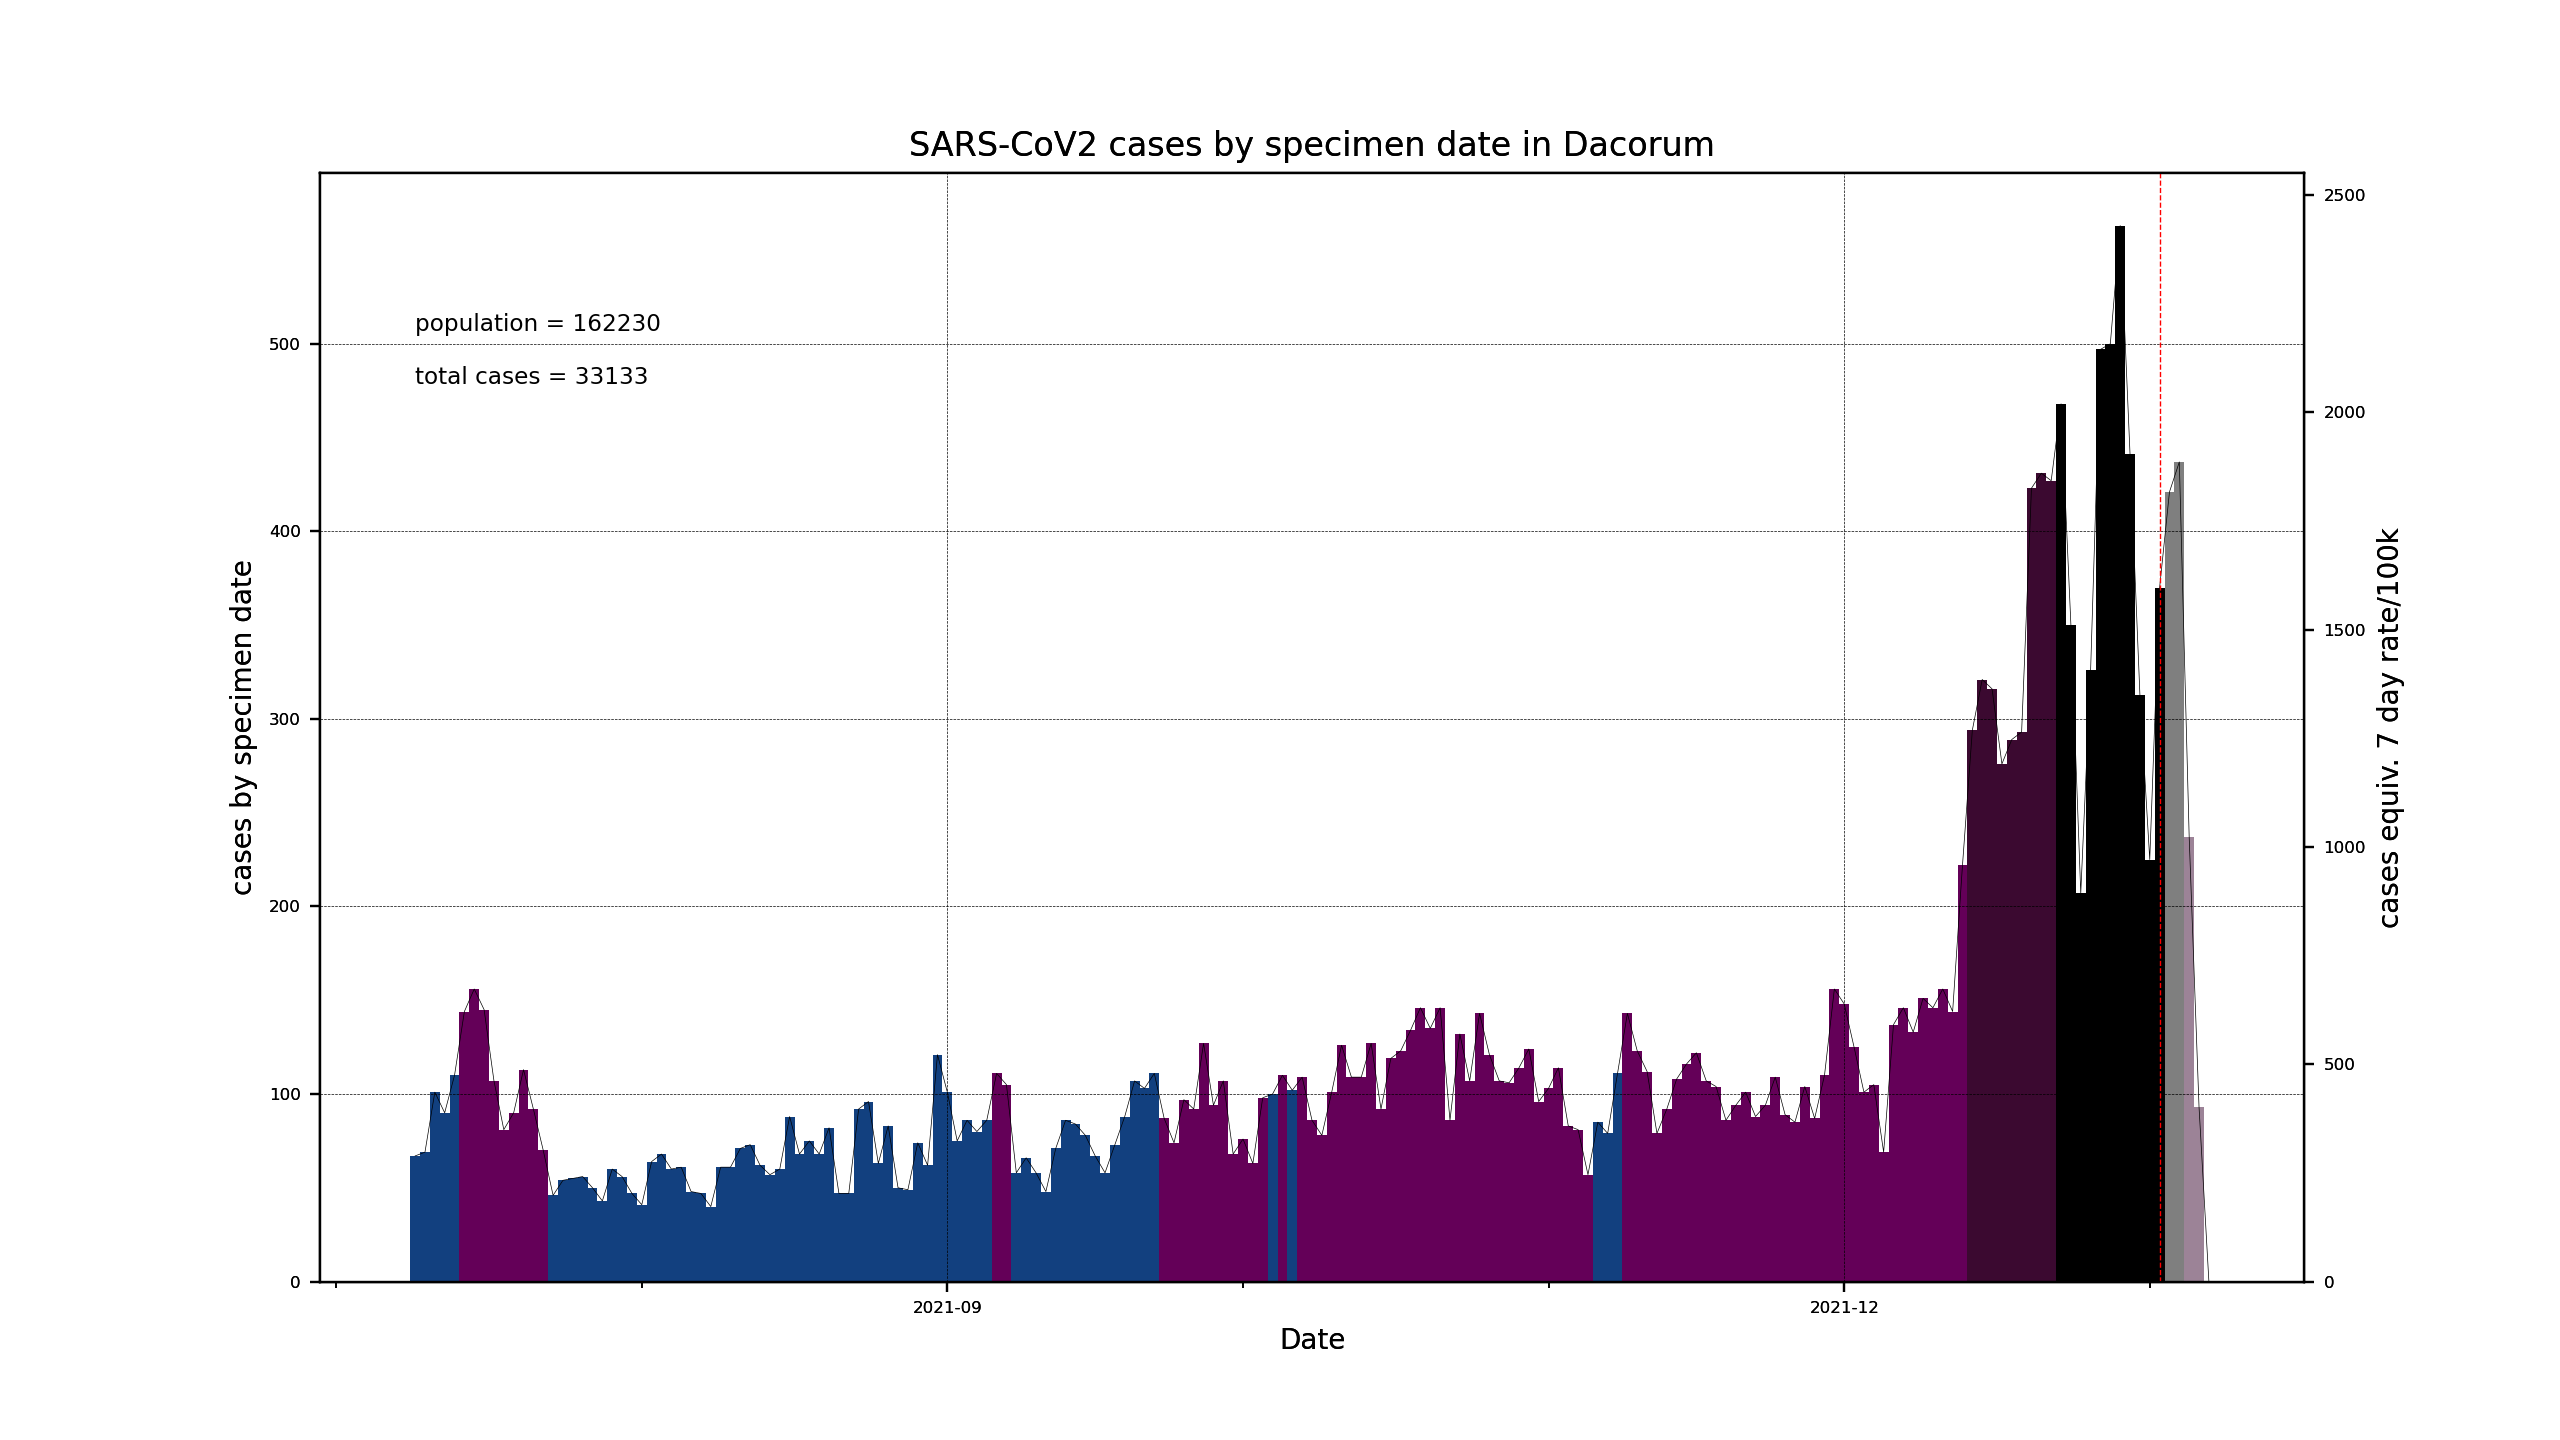 SARS-CoV2 cases by specimen date in Dacorum
population = 162230
total cases = 33133
cases by specimen date
500
400
300
200
100
0
2500
2000
1500
1000
500
0
cases equiv. 7 day rate/100k
2021-09
2021-12
Date